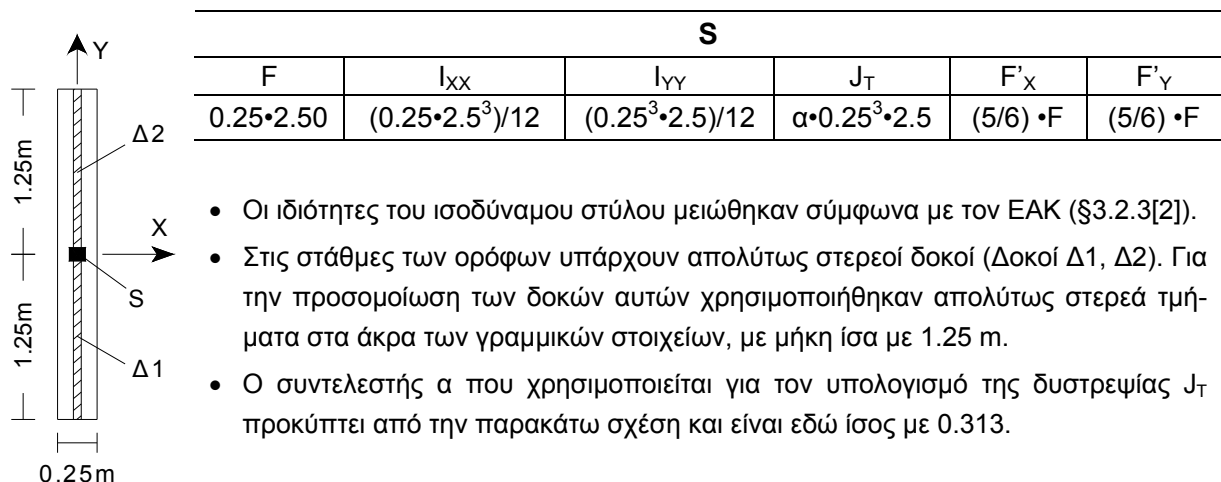 S
F I_XX I_YY J_T F'_X F'_Y
0.25•2.50 (0.25•2.5³)/12 (0.25³•2.5)/12 α•0.25³•2.5 (5/6) •F (5/6) •F
Y
Δ2
1.25m
X
S
1.25m
Δ1
0.25m
• Οι ιδιότητες του ισοδύναμου στύλου μειώθηκαν σύμφωνα με τον ΕΑΚ (§3.2.3[2]).
• Στις στάθμες των ορόφων υπάρχουν απολύτως στερεοί δοκοί (Δοκοί Δ1, Δ2). Για
την προσομοίωση των δοκών αυτών χρησιμοποιήθηκαν απολύτως στερεά τμή-
ματα στα άκρα των γραμμικών στοιχείων, με μήκη ίσα με 1.25 m.
• Ο συντελεστής α που χρησιμοποιείται για τον υπολογισμό της δυστρεψίας J_T
προκύπτει από την παρακάτω σχέση και είναι εδώ ίσος με 0.313.